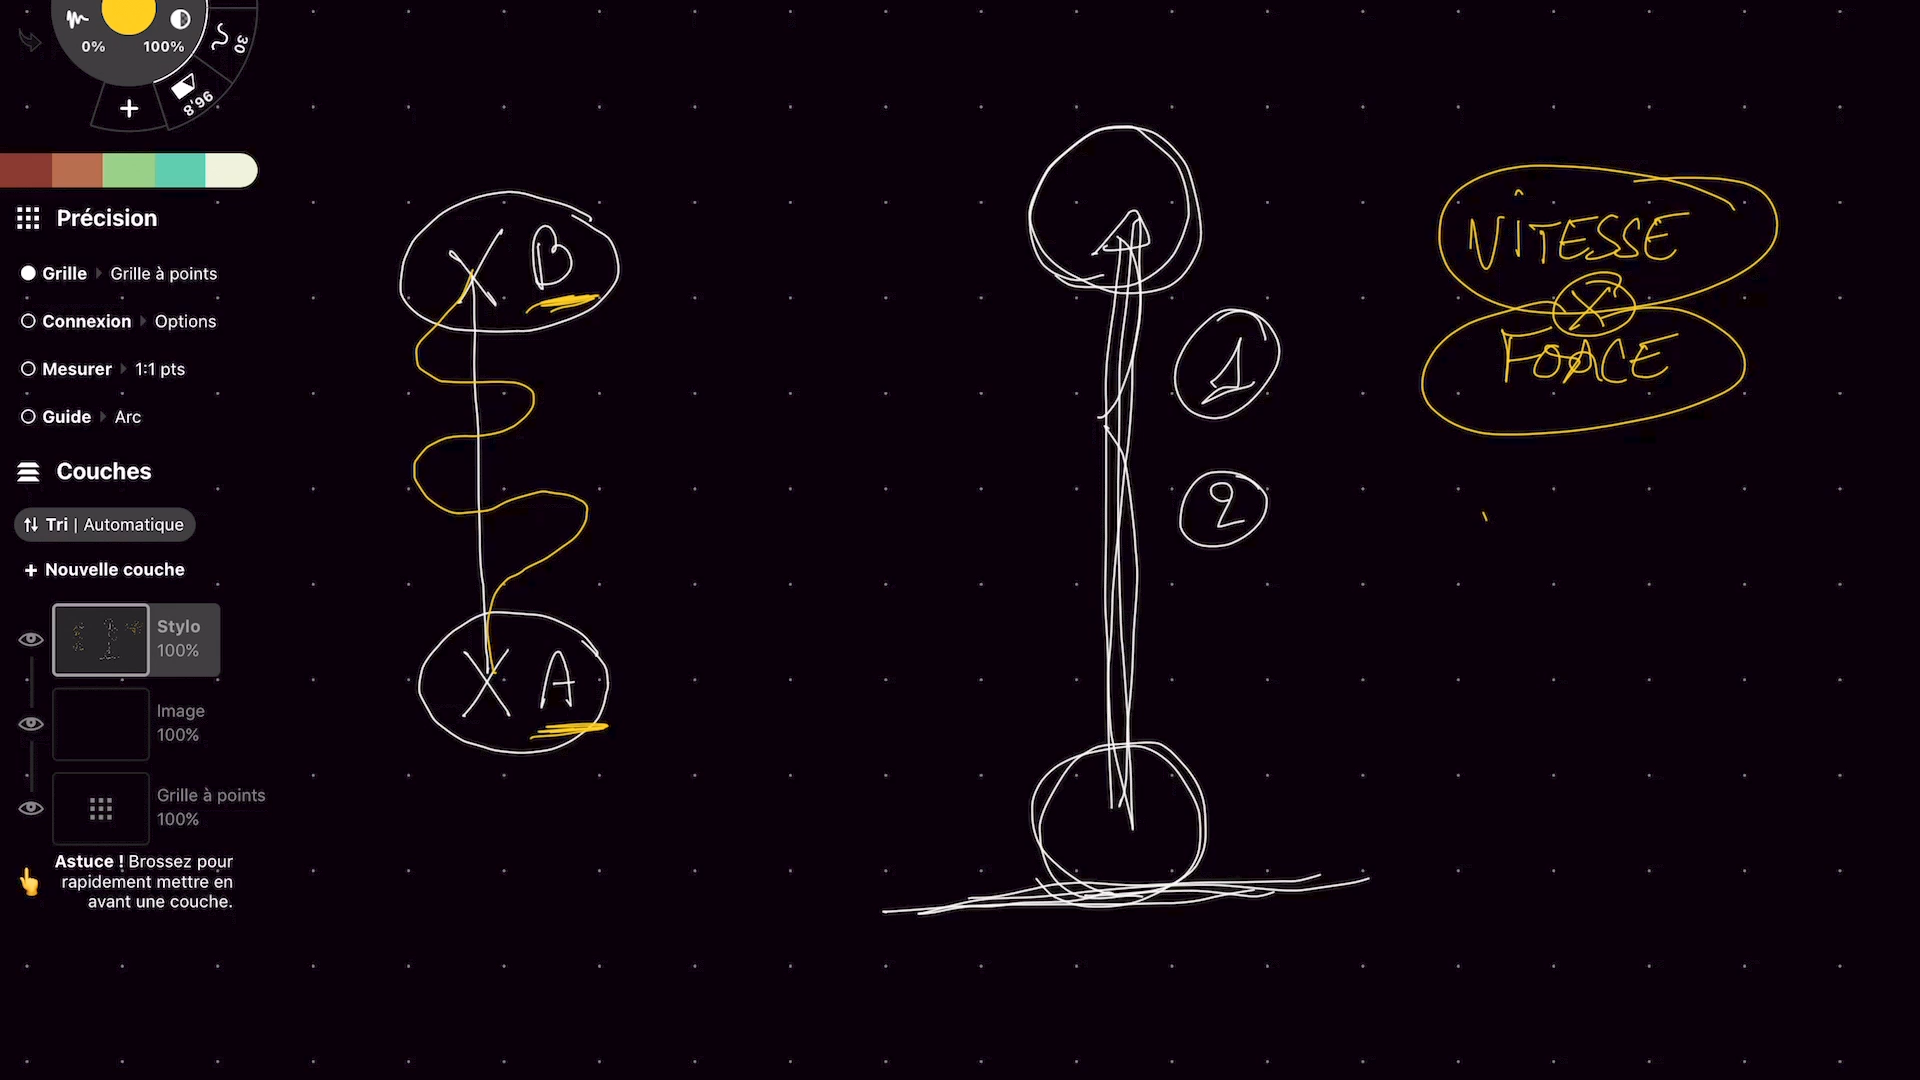 0% 100%
30
8'96
+
Précision
Grille Grille à points
Connexion Options
Mesurer 1:1 pts
Guide Arc
Couches
Tri | Automatique
+ Nouvelle couche
Stylo
100%
Image
100%
Grille à points
100%
Astuce ! Brossez pour
rapidement mettre en
avant une couche.
X B
X A
1
2
VITESSE
X
FORCE